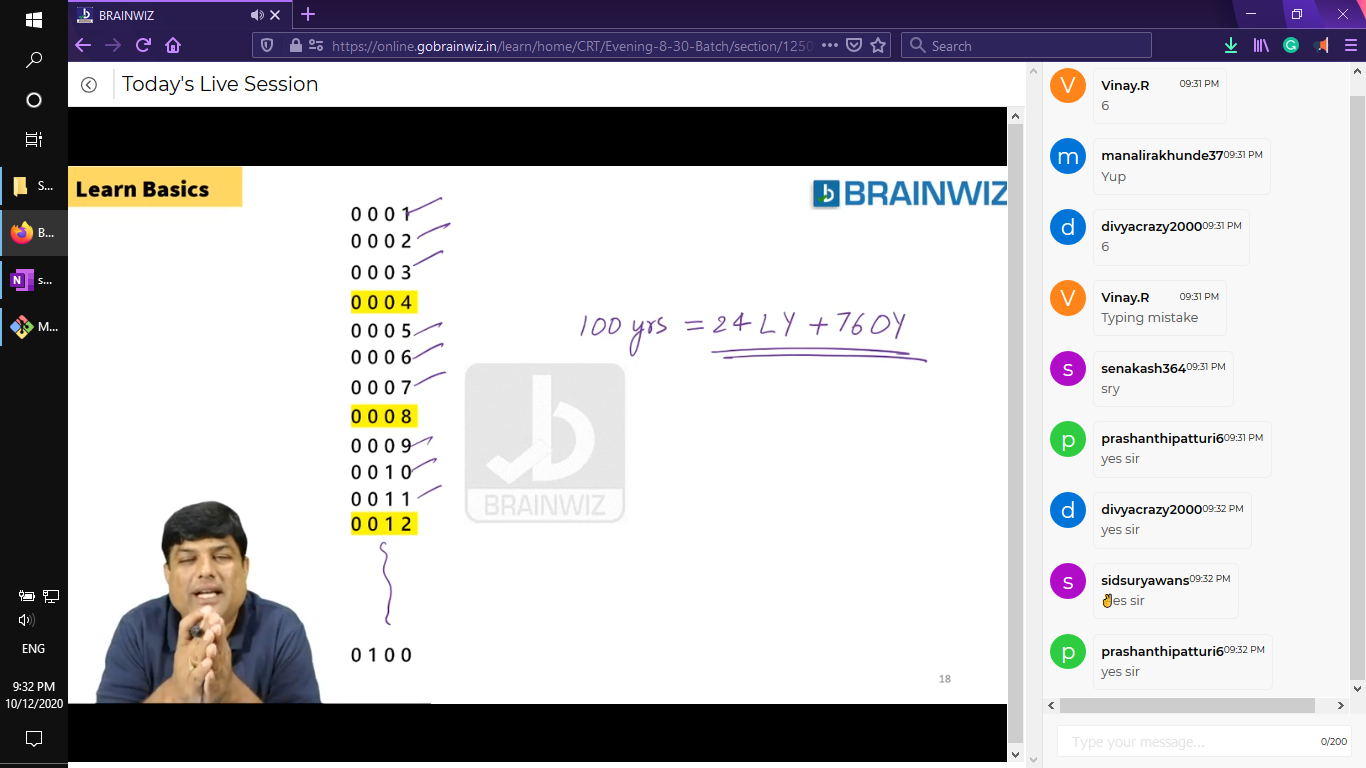 BRAINWIZ
https://online.gobrainwiz.in/learn/home/CRT/Evening-8-30-Batch/section/1250
Search
Today's Live Session
Learn Basics
BRAINWIZ
0 0 0 1
0 0 0 2
0 0 0 3
0 0 0 4
0 0 0 5
0 0 0 6
0 0 0 7
0 0 0 8
0 0 0 9
0 0 1 0
0 0 1 1
0 0 1 2
0 1 0 0
100 yrs = 24 LY + 76 OY
BRAINWIZ
18
V
Vinay.R 09:31 PM
6
m
manalirakhunde37 09:31 PM
Yup
d
divyacrazy2000 09:31 PM
6
V
Vinay.R 09:31 PM
Typing mistake
s
senakash364 09:31 PM
sry
p
prashanthipatturi6 09:31 PM
yes sir
d
divyacrazy2000 09:32 PM
yes sir
s
sidsuryawans 09:32 PM
✌es sir
p
prashanthipatturi6 09:32 PM
yes sir
Type your message...
0/200
S...
B...
N
s...
M...
ENG
9:32 PM
10/12/2020